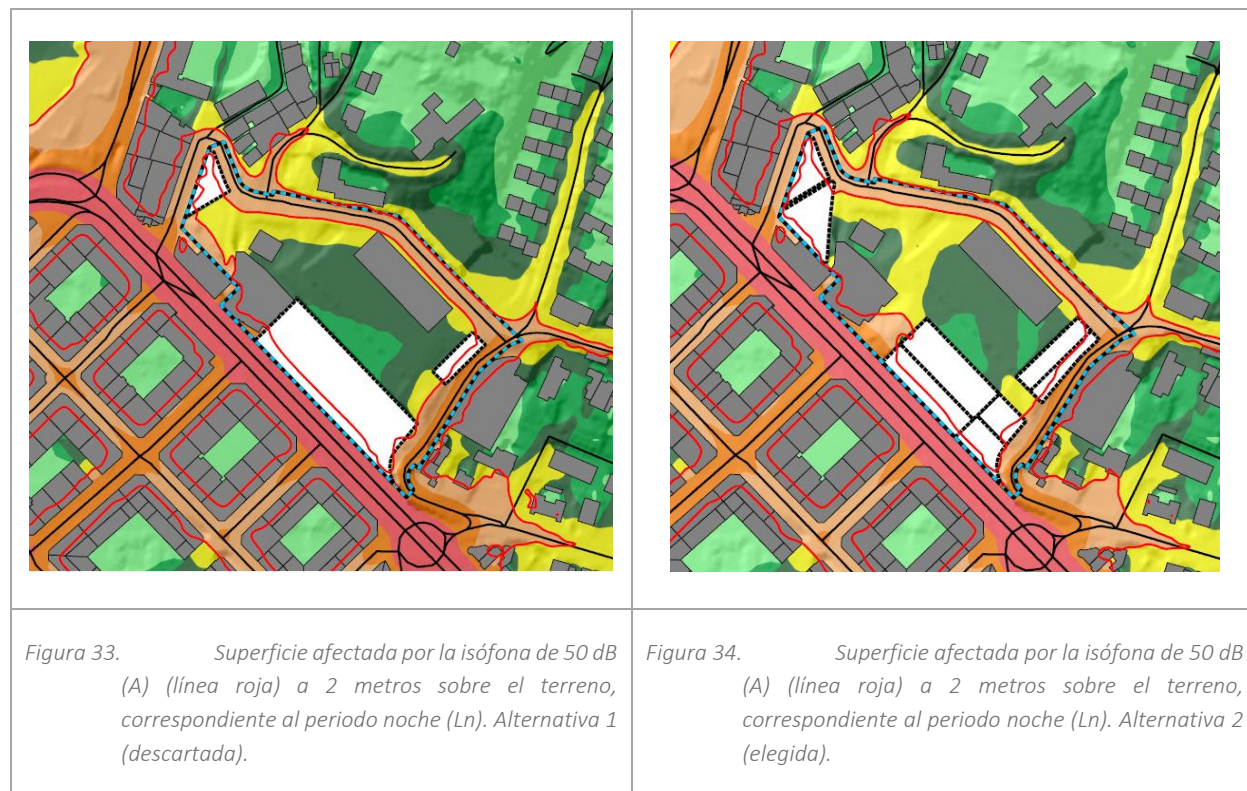 Figura 33. Superficie afectada por la isófona de 50 dB
(A) (línea roja) a 2 metros sobre el terreno,
correspondiente al periodo noche (Ln). Alternativa 1
(descartada).
Figura 34. Superficie afectada por la isófona de 50 dB
(A) (línea roja) a 2 metros sobre el terreno,
correspondiente al periodo noche (Ln). Alternativa 2
(elegida).